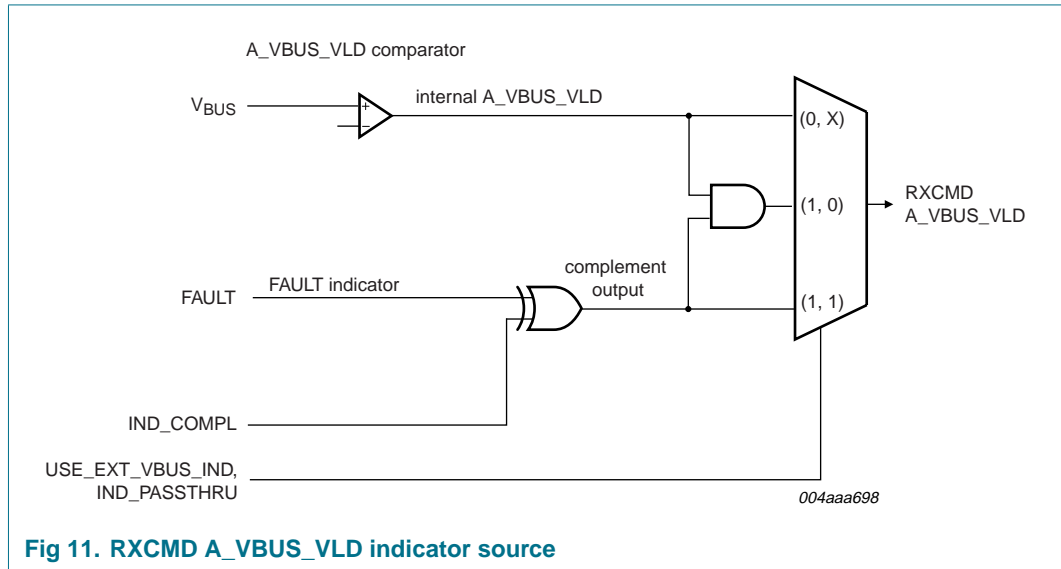 A_VBUS_VLD comparator
internal A_VBUS_VLD
VBUS
+
−
(0, X)
(1, 0)
RXCMD
A_VBUS_VLD
complement
output
FAULT
FAULT indicator
(1, 1)
IND_COMPL
USE_EXT_VBUS_IND,
IND_PASSTHRU
004aaa698
Fig 11. RXCMD A_VBUS_VLD indicator source